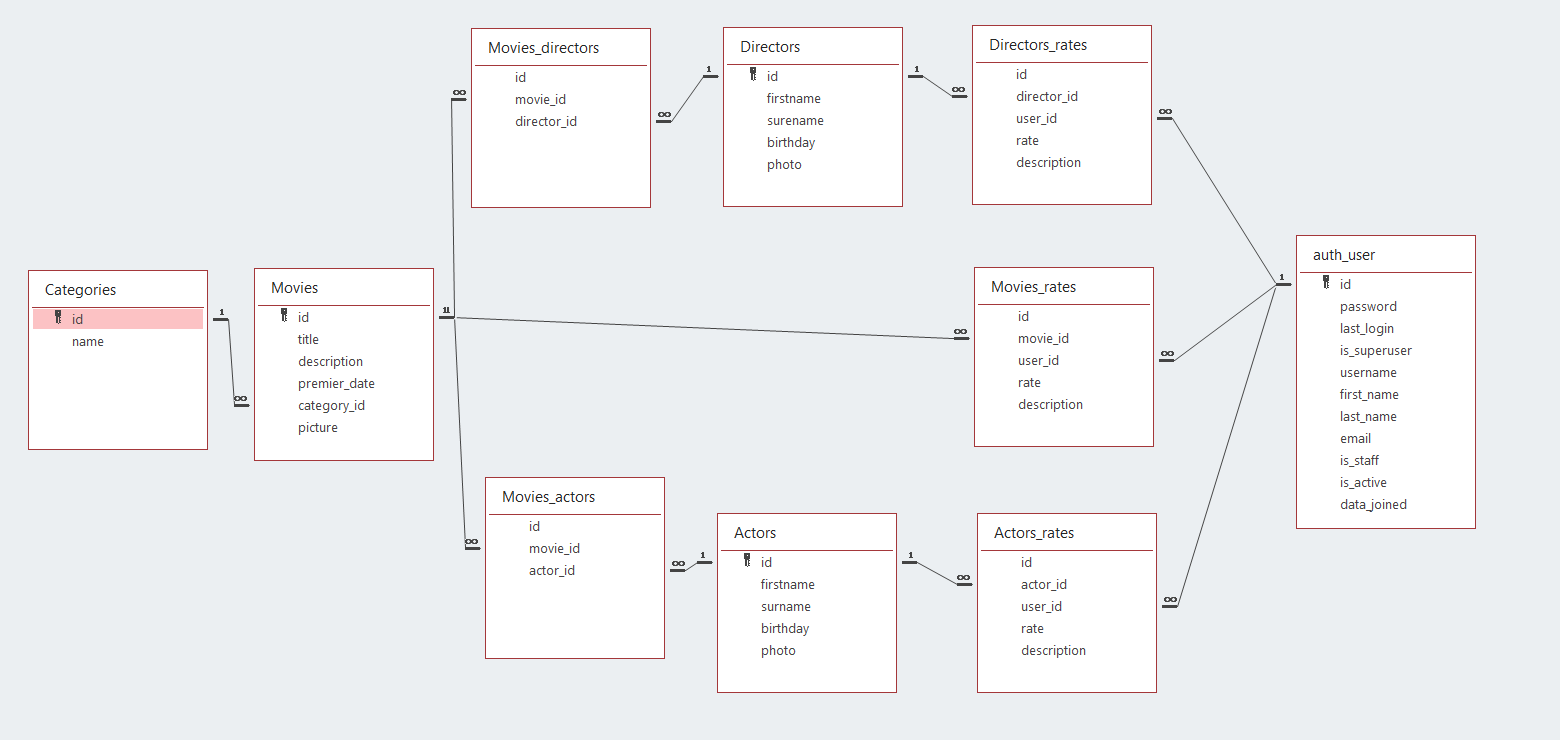 Movies_directors
id
movie_id
director_id
Directors
id
firstname
surename
birthday
photo
Directors_rates
id
director_id
user_id
rate
description
Categories
id
name
Movies
id
title
description
premier_date
category_id
picture
Movies_rates
id
movie_id
user_id
rate
description
auth_user
id
password
last_login
is_superuser
username
first_name
last_name
email
is_staff
is_active
data_joined
Movies_actors
id
movie_id
actor_id
Actors
id
firstname
surname
birthday
photo
Actors_rates
id
actor_id
user_id
rate
description
∞
∞
1
1
∞
∞
1
∞
11
∞
∞
1
∞
∞
1
1
∞
∞